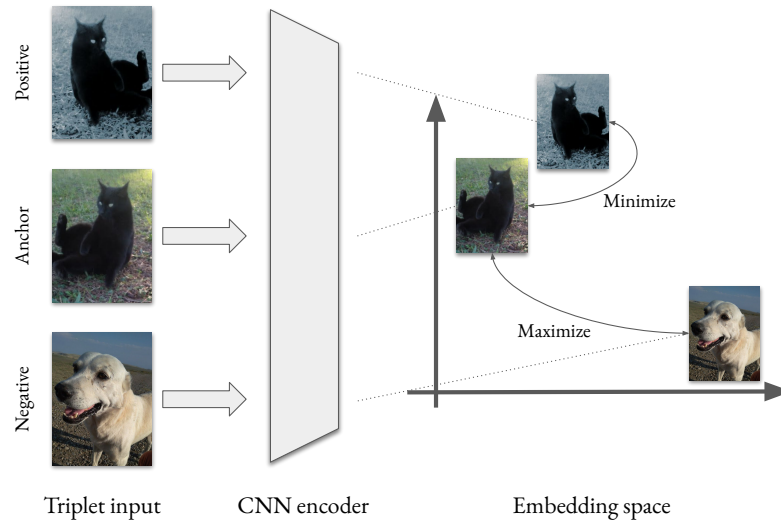 Positive
Anchor
Negative
Minimize
Maximize
Triplet input
CNN encoder
Embedding space